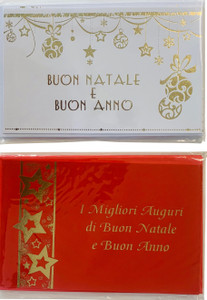 BUON NATALE
E
BUON ANNO
I Migliori Auguri
di Buon Natale
e Buon Anno